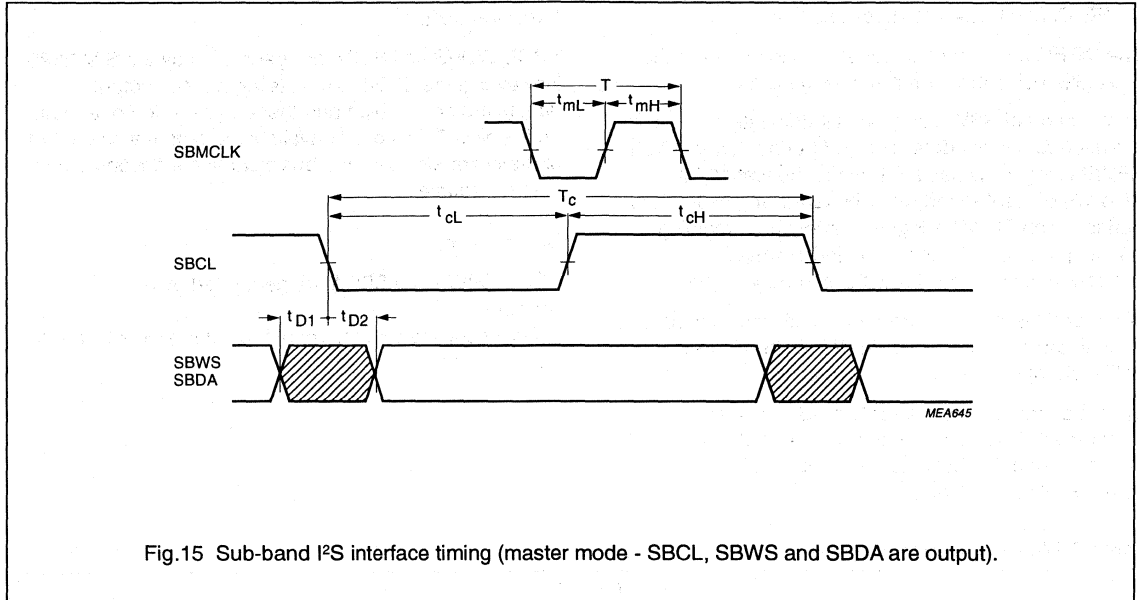 T
tmL tmH
SBMCLK
Tc
tcL tcH
SBCL
tD1 tD2
SBWS
SBDA
MEA645
Fig.15 Sub-band I²S interface timing (master mode - SBCL, SBWS and SBDA are output).